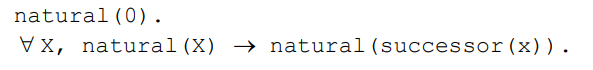 natural(0).
∀ X, natural(X) → natural(successor(x)).